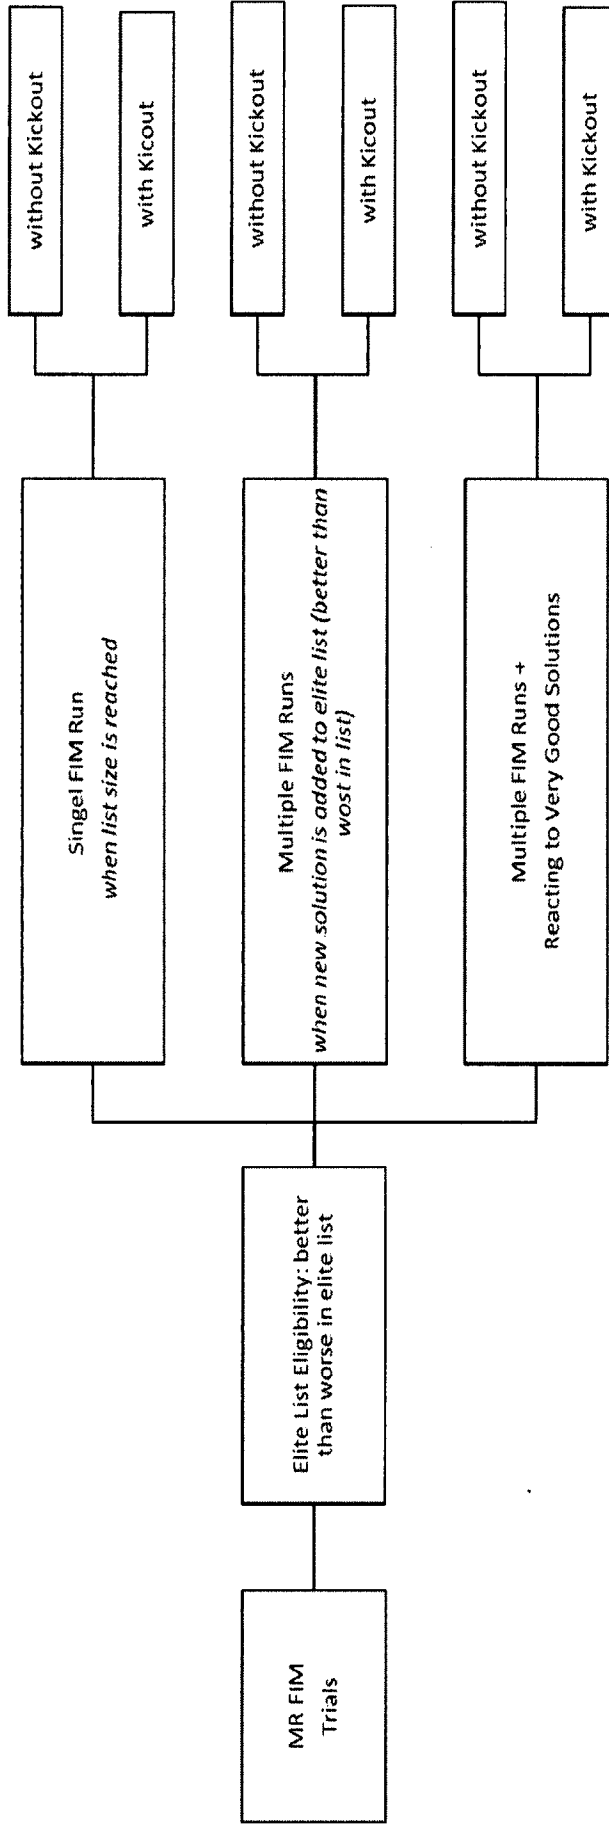 MR FIM
Trials
Elite List Eligibility: better
than worse in elite list
Singel FIM Run
when list size is reached
without Kickout
with Kicout
Multiple FIM Runs
when new solution is added to elite list (better than
wost in list)
without Kickout
with Kicout
Multiple FIM Runs +
Reacting to Very Good Solutions
without Kickout
with Kickout